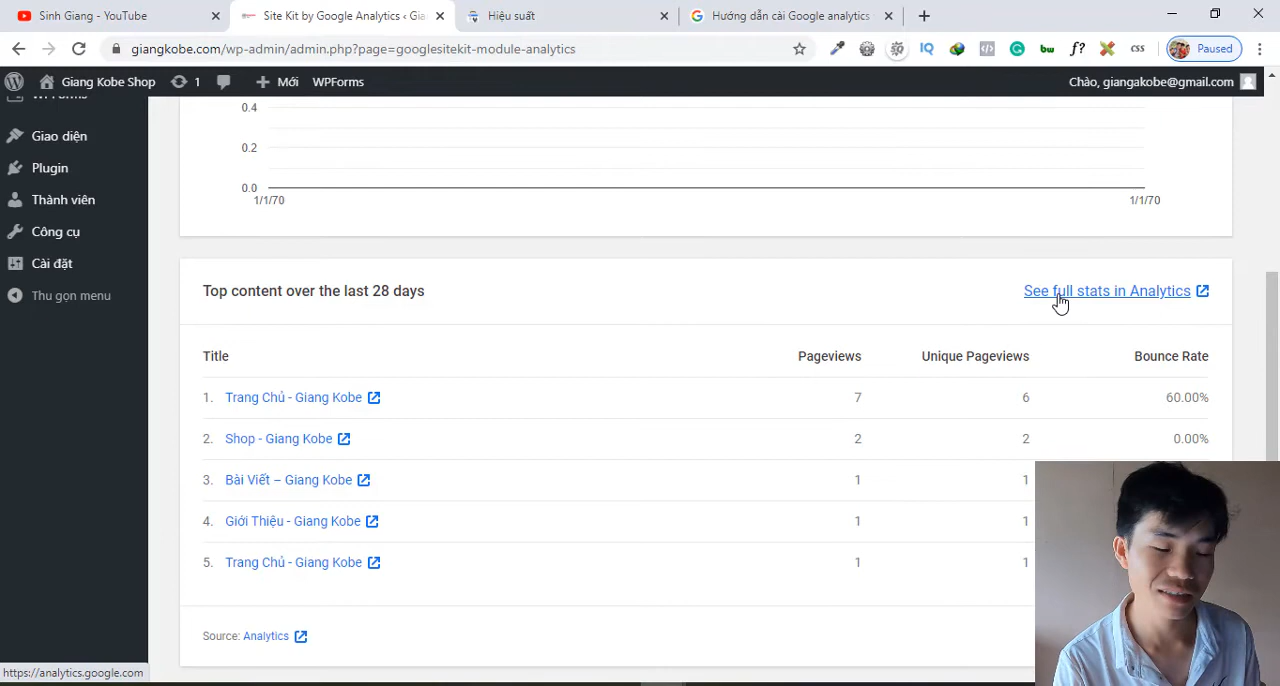 Sinh Giang - YouTube
Site Kit by Google Analytics ‹ Gia
Hiệu suất
Hướng dẫn cài Google analytics
giangkobe.com/wp-admin/admin.php?page=googlesitekit-module-analytics
IQ
bw
f?
css
Paused
Giang Kobe Shop
1
Mới
WPForms
Chào, giangakobe@gmail.com
WPForms
Giao diện
Plugin
Thành viên
Công cụ
Cài đặt
Thu gọn menu
0.4
0.2
0.0
1/1/70
1/1/70
Top content over the last 28 days
See full stats in Analytics
Title Pageviews Unique Pageviews Bounce Rate
1. Trang Chủ - Giang Kobe 7 6 60.00%
2. Shop - Giang Kobe 2 2 0.00%
3. Bài Viết – Giang Kobe 1 1
4. Giới Thiệu - Giang Kobe 1 1
5. Trang Chủ - Giang Kobe 1 1
Source: Analytics
https://analytics.google.com